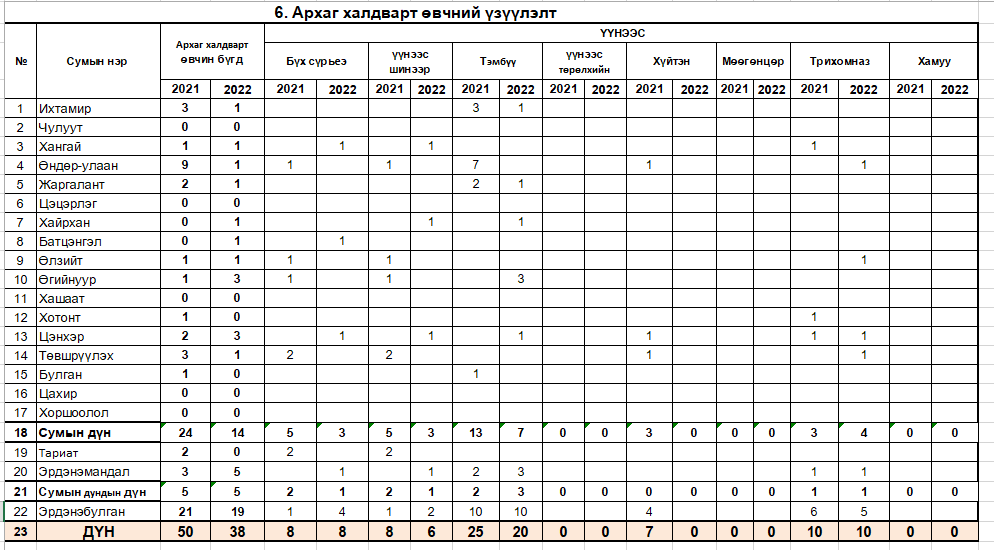 6. Архаг халдварт өвчний үзүүлэлт
№ Сумын нэр Архаг халдварт өвчин бүгд ҮҮНЭЭС
Бүх сүрьеэ үүнээс шинээр Тэмбүү үүнээс төрөлхийн Хүйтэн Мөөгөнцөр Трихомназ Хамуу
2021 2022 2021 2022 2021 2022 2021 2022 2021 2022 2021 2022 2021 2022 2021 2022 2021 2022
1 Ихтамир 3 1 3 1
2 Чулуут 0 0
3 Хангай 1 1 1 1 1
4 Өндөр-улаан 9 1 1 1 7 1 1
5 Жаргалант 2 1 2 1
6 Цэцэрлэг 0 0
7 Хайрхан 0 1 1 1
8 Батцэнгэл 0 1 1
9 Өлзийт 1 1 1 1 1
10 Өгийнуур 1 3 1 1 3
11 Хашаат 0 0
12 Хотонт 1 0 1
13 Цэнхэр 2 3 1 1 1 1 1 1
14 Төвшрүүлэх 3 1 2 2 1 1
15 Булган 1 0 1
16 Цахир 0 0
17 Хоршоолол 0 0
18 Сумын дүн 24 14 5 3 5 3 13 7 0 0 3 0 0 0 3 4 0 0
19 Тариат 2 0 2 2
20 Эрдэнэмандал 3 5 1 1 2 3 1 1
21 Сумын дундын дүн 5 5 2 1 2 1 2 3 0 0 0 0 0 0 1 1 0 0
22 Эрдэнэбулган 21 19 1 4 1 2 10 10 4 6 5
23 ДҮН 50 38 8 8 8 6 25 20 0 0 7 0 0 0 10 10 0 0